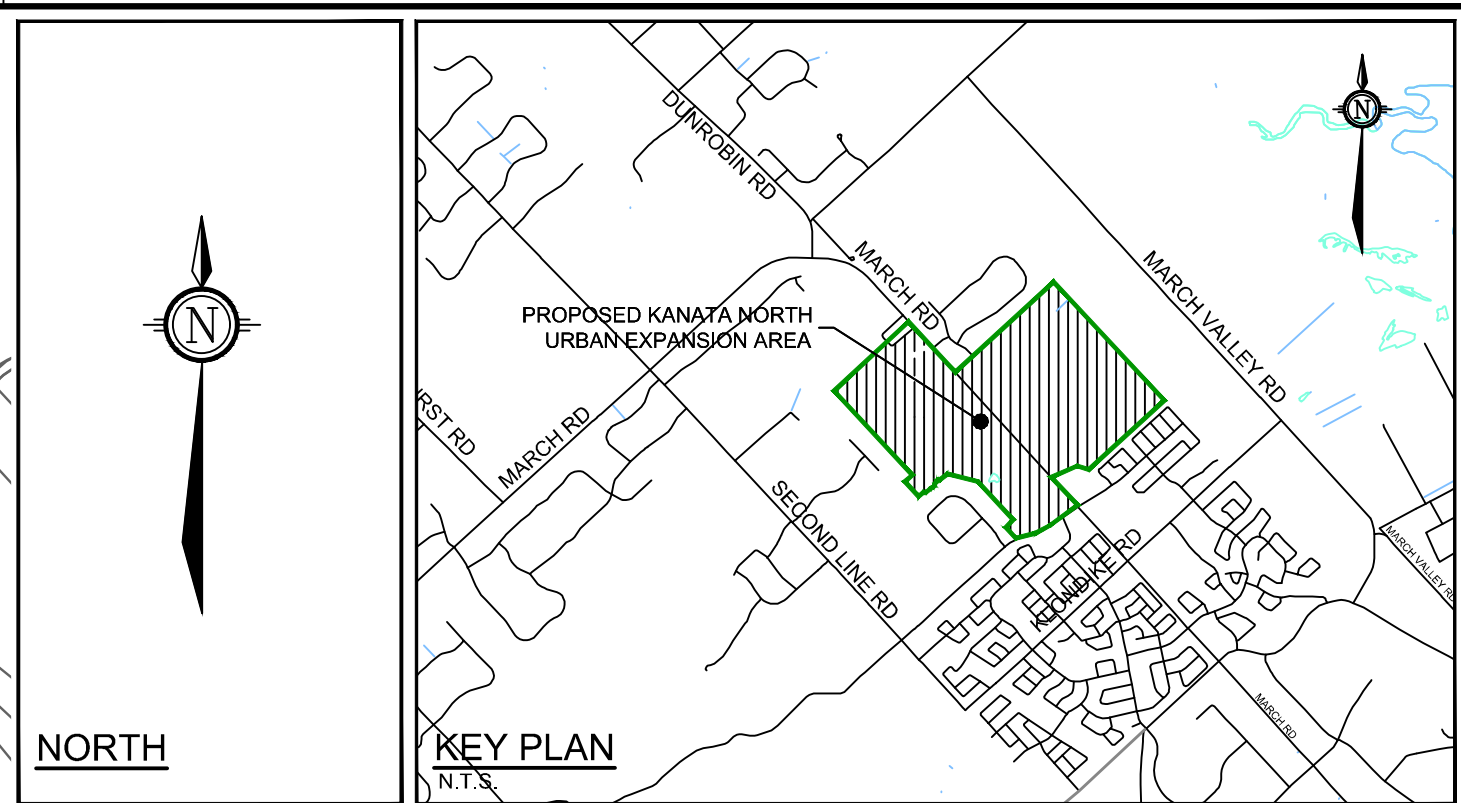 N
NORTH
N
DUNROBIN RD
MARCH RD
MARCH VALLEY RD
PROPOSED KANATA NORTH
URBAN EXPANSION AREA
RST RD
MARCH RD
SECOND LINE RD
KLONDIKE RD
MARCH VALLEY RD
MARCH RD
KEY PLAN
N.T.S.